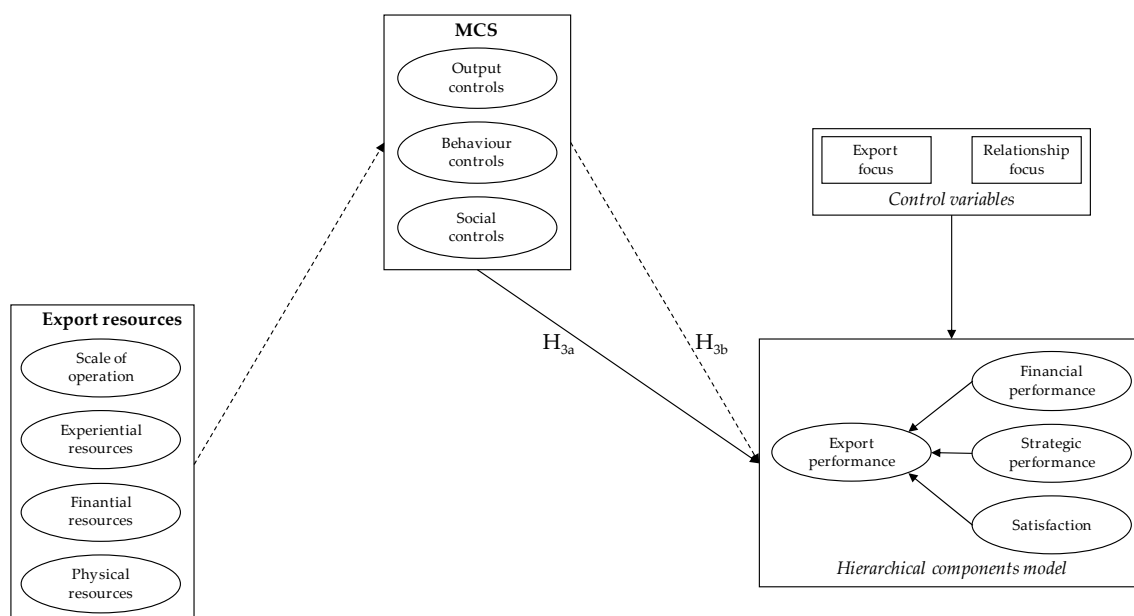 MCS
Output
controls
Behaviour
controls
Social
controls
Export
focus
Relationship
focus
Control variables
Export resources
Scale of
operation
Experiential
resources
Finantial
resources
Physical
resources
H3a
H3b
Financial
performance
Export
performance
Strategic
performance
Satisfaction
Hierarchical components model